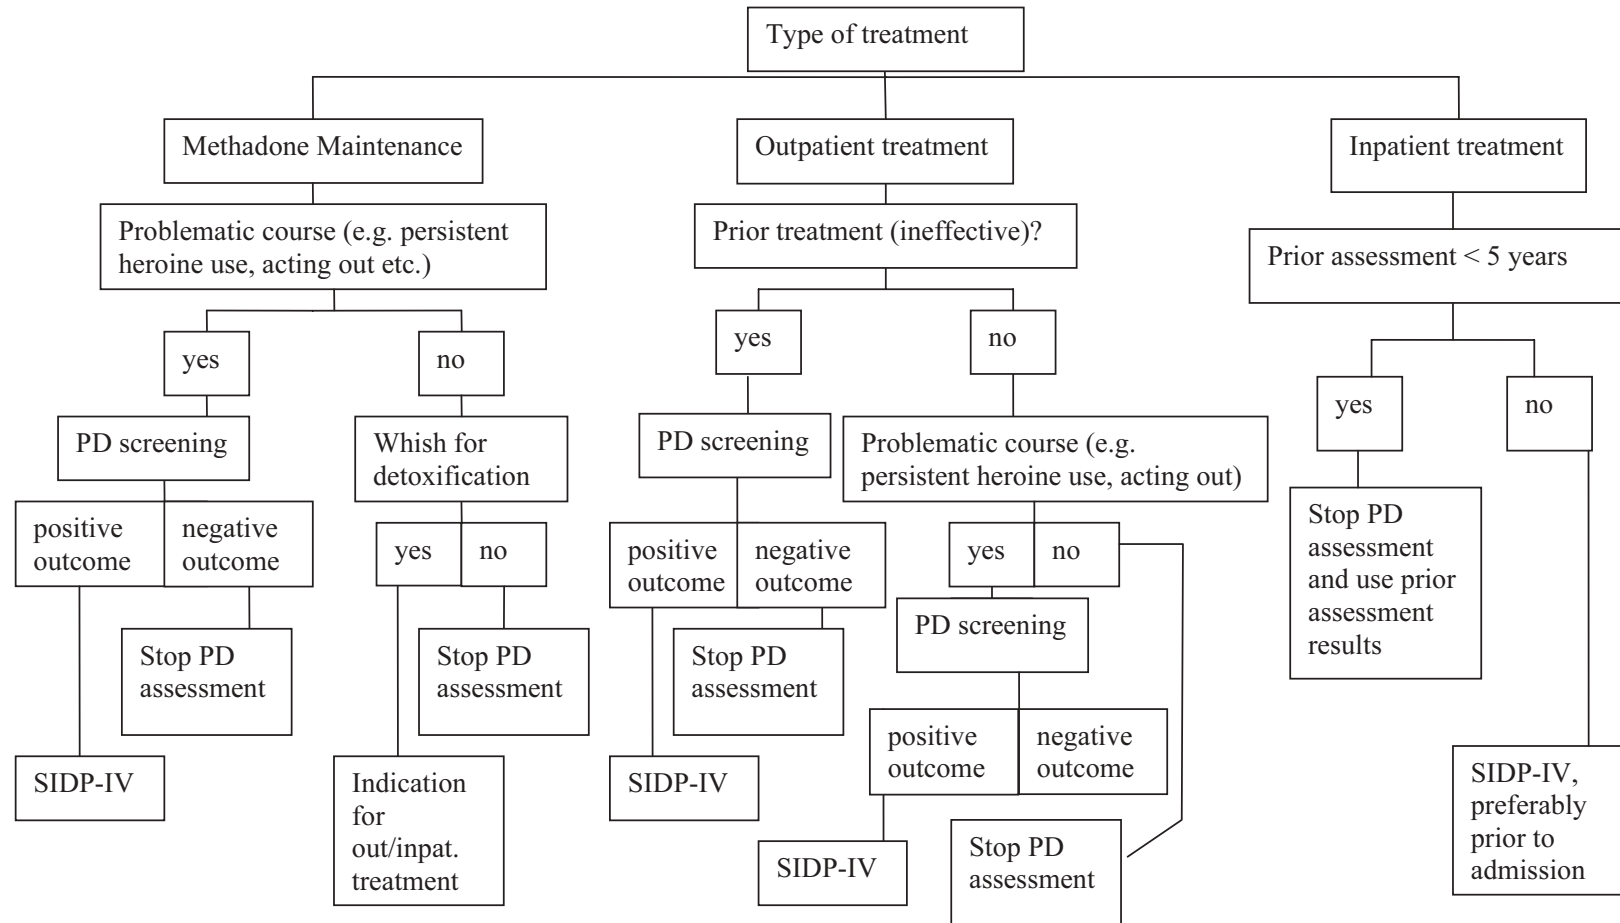 Type of treatment
Methadone Maintenance
Outpatient treatment
Inpatient treatment
Problematic course (e.g. persistent
heroine use, acting out etc.)
Prior treatment (ineffective)?
Prior assessment < 5 years
yes
no
yes
no
yes
no
PD screening
Whish for
detoxification
PD screening
Problematic course (e.g.
persistent heroine use, acting out)
positive
outcome
negative
outcome
yes
no
positive
outcome
negative
outcome
yes
no
Stop PD
assessment
and use prior
assessment
results
PD screening
Stop PD
assessment
Stop PD
assessment
Stop PD
assessment
positive
outcome
negative
outcome
SIDP-IV
Indication
for
out/inpat.
treatment
SIDP-IV
SIDP-IV
Stop PD
assessment
SIDP-IV,
preferably
prior to
admission